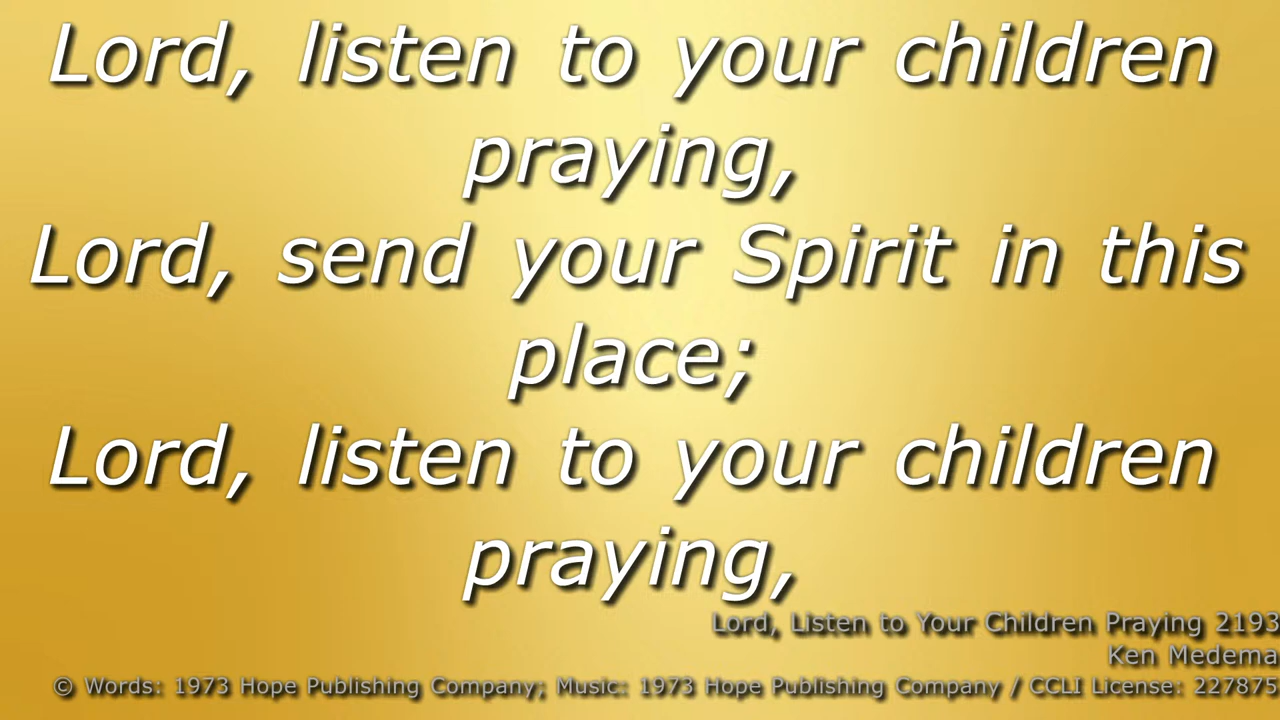 Lord, listen to your children
praying,
Lord, send your Spirit in this
place;
Lord, listen to your children
praying,
Lord, Listen to Your Children Praying 2193
Ken Medema
© Words: 1973 Hope Publishing Company; Music: 1973 Hope Publishing Company / CCLI License: 227875